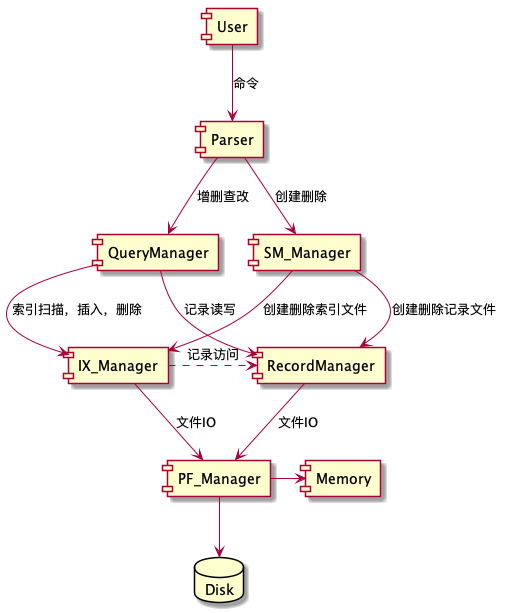 User
命令
Parser
增删查改
创建删除
QueryManager
SM_Manager
索引扫描，插入，删除
记录读写
创建删除索引文件
创建删除记录文件
IX_Manager
记录访问
RecordManager
文件IO
文件IO
PF_Manager
Memory
Disk